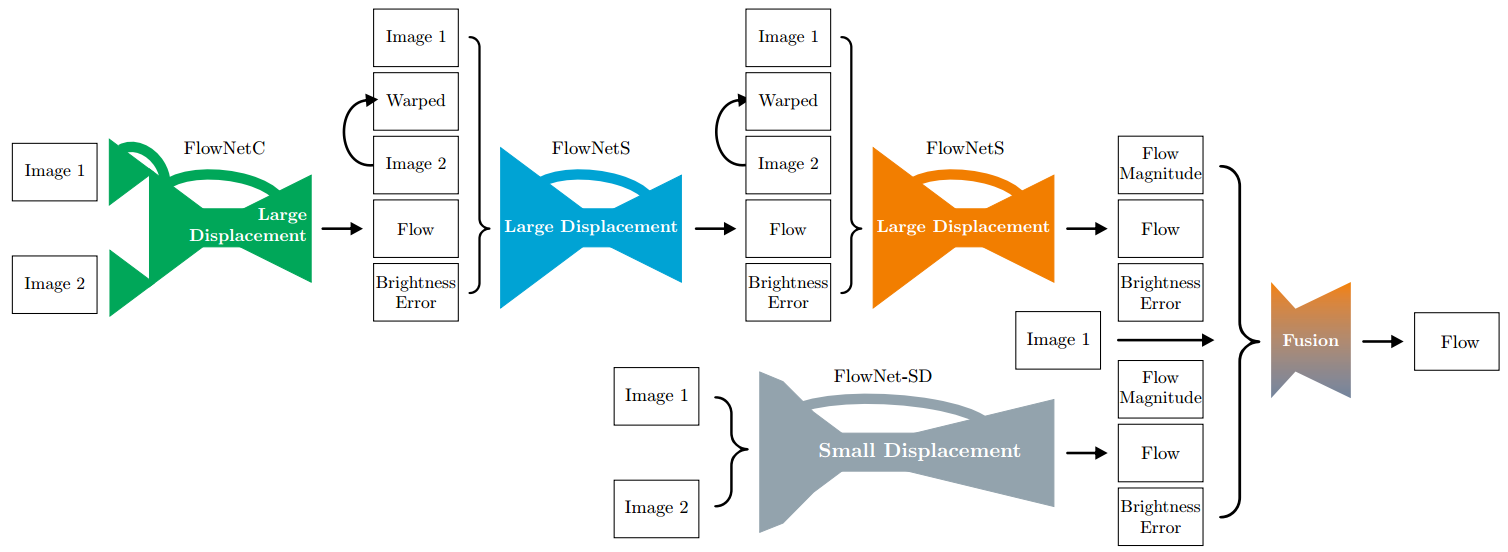 Image 1
Image 2
FlowNetC
Large
Displacement
Image 1
Warped
Image 2
Flow
Brightness
Error
FlowNetS
Large Displacement
Image 1
Warped
Image 2
Flow
Brightness
Error
FlowNetS
Large Displacement
Flow
Magnitude
Flow
Brightness
Error
Image 1
Image 1
Image 2
FlowNet-SD
Small Displacement
Flow
Magnitude
Flow
Brightness
Error
Fusion
Flow